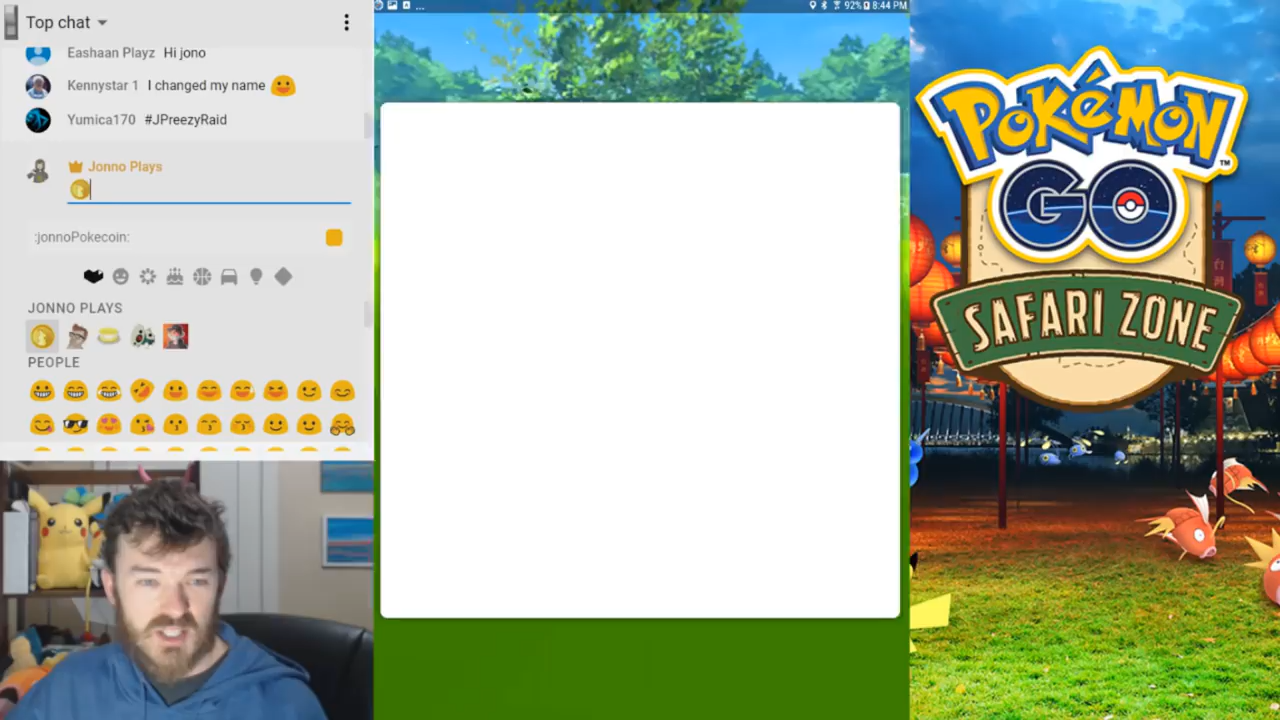 Top chat
Eashaan Playz Hi jono
Kennystar 1 I changed my name
Yumica170 #JPreezyRaid
Jonno Plays
:jonnoPokecoin:
JONNO PLAYS
PEOPLE
... 92% 8:44 PM
POKéMON
GO
SAFARI ZONE